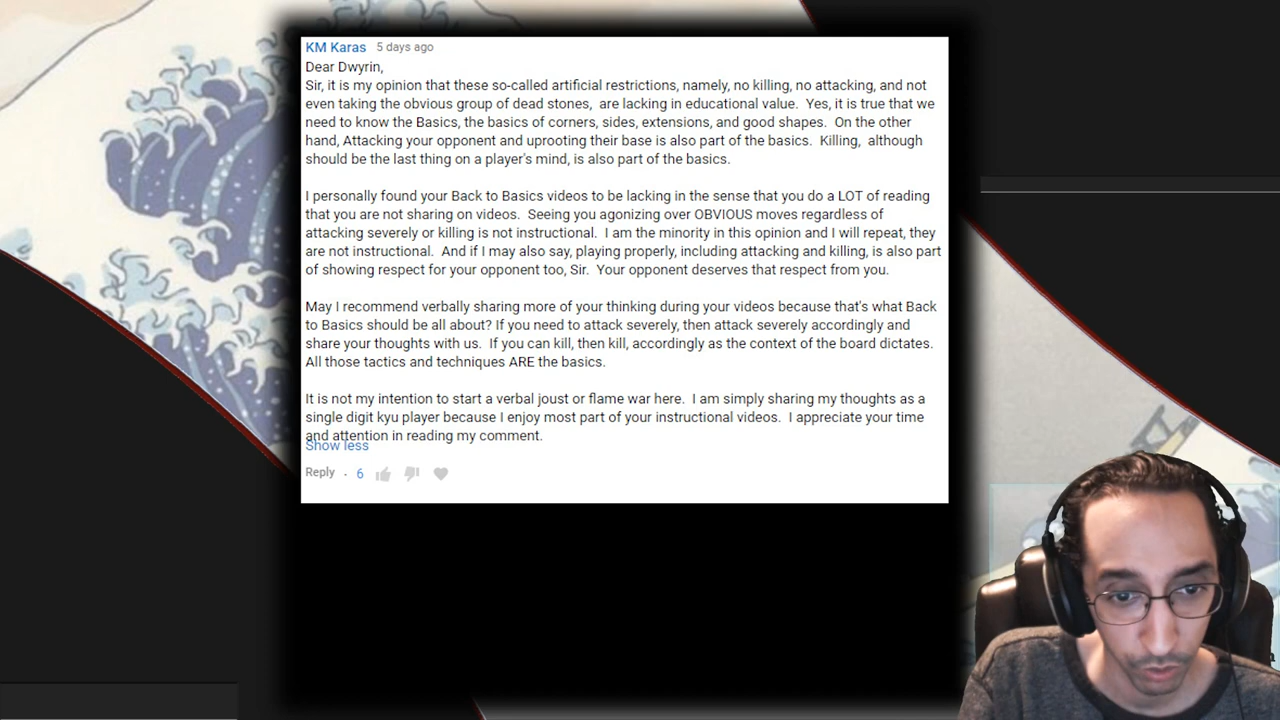 KM Karas 5 days ago
Dear Dwyrin,
Sir, it is my opinion that these so-called artificial restrictions, namely, no killing, no attacking, and not
even taking the obvious group of dead stones,  are lacking in educational value.  Yes, it is true that we
need to know the Basics, the basics of corners, sides, extensions, and good shapes.  On the other
hand, Attacking your opponent and uprooting their base is also part of the basics.  Killing,  although
should be the last thing on a player's mind, is also part of the basics.
I personally found your Back to Basics videos to be lacking in the sense that you do a LOT of reading
that you are not sharing on videos.  Seeing you agonizing over OBVIOUS moves regardless of
attacking severely or killing is not instructional.  I am the minority in this opinion and I will repeat, they
are not instructional.  And if I may also say, playing properly, including attacking and killing, is also part
of showing respect for your opponent too, Sir.  Your opponent deserves that respect from you.
May I recommend verbally sharing more of your thinking during your videos because that's what Back
to Basics should be all about? If you need to attack severely, then attack severely accordingly and
share your thoughts with us.  If you can kill, then kill, accordingly as the context of the board dictates.
All those tactics and techniques ARE the basics.
It is not my intention to start a verbal joust or flame war here.  I am simply sharing my thoughts as a
single digit kyu player because I enjoy most part of your instructional videos.  I appreciate your time
and attention in reading my comment.
Show less
Reply · 6